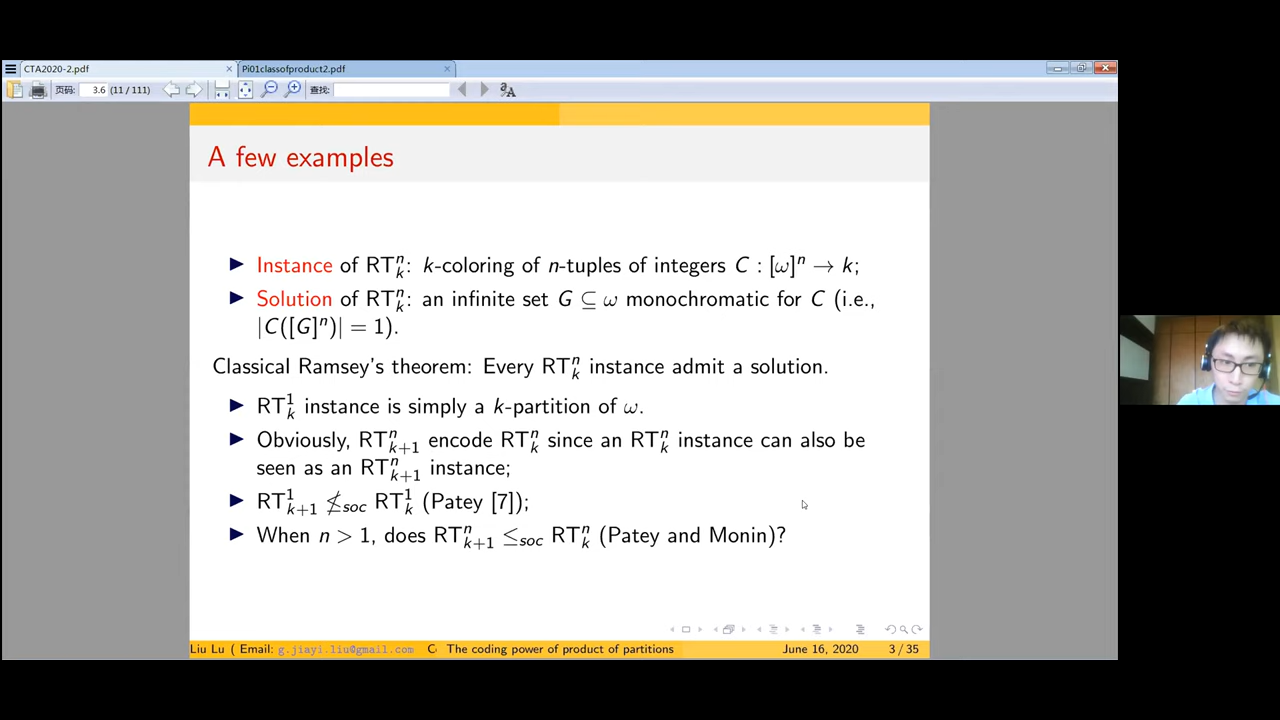 CTA2020-2.pdf × Pi01classofproduct2.pdf ×
页码: 3.6 (11 / 111) 查找:
A few examples
▶ Instance of RT^n_k: k-coloring of n-tuples of integers C : [ω]^n → k;
▶ Solution of RT^n_k: an infinite set G ⊆ ω monochromatic for C (i.e.,
|C([G]^n)| = 1).
Classical Ramsey's theorem: Every RT^n_k instance admit a solution.
▶ RT^1_k instance is simply a k-partition of ω.
▶ Obviously, RT^n_{k+1} encode RT^n_k since an RT^n_k instance can also be
seen as an RT^n_{k+1} instance;
▶ RT^1_{k+1} ≰_soc RT^1_k (Patey [7]);
▶ When n > 1, does RT^n_{k+1} ≤_soc RT^n_k (Patey and Monin)?
Liu Lu ( Email: g.jiayi.liu@gmail.com C The coding power of product of partitions June 16, 2020 3 / 35